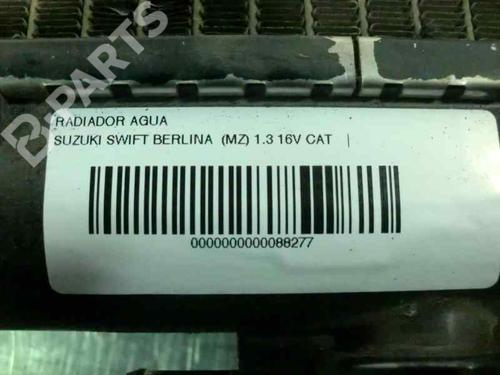 B-PARTS
RADIADOR AGUA
SUZUKI SWIFT BERLINA (MZ) 1.3 16V CAT |
0000000000088277